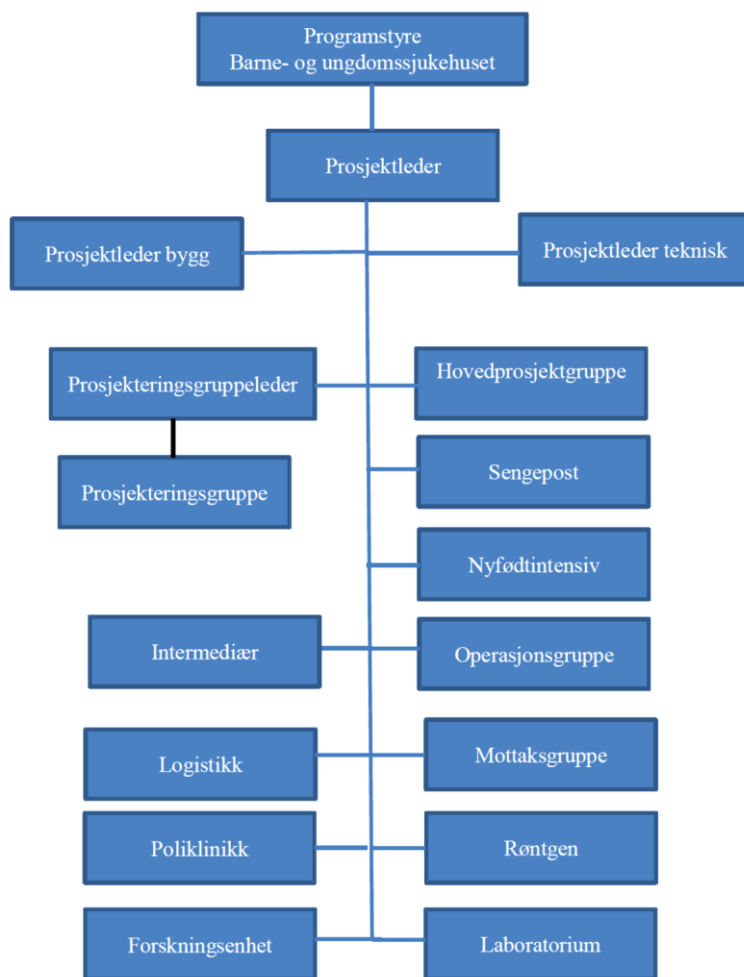 Programstyre
Barne- og ungdomssjukehuset
Prosjektleder
Prosjektleder bygg
Prosjektleder teknisk
Prosjekteringsgruppeleder
Hovedprosjektgruppe
Prosjekteringsgruppe
Sengepost
Nyfødtintensiv
Intermediær
Operasjonsgruppe
Logistikk
Mottaksgruppe
Poliklinikk
Røntgen
Forskningsenhet
Laboratorium